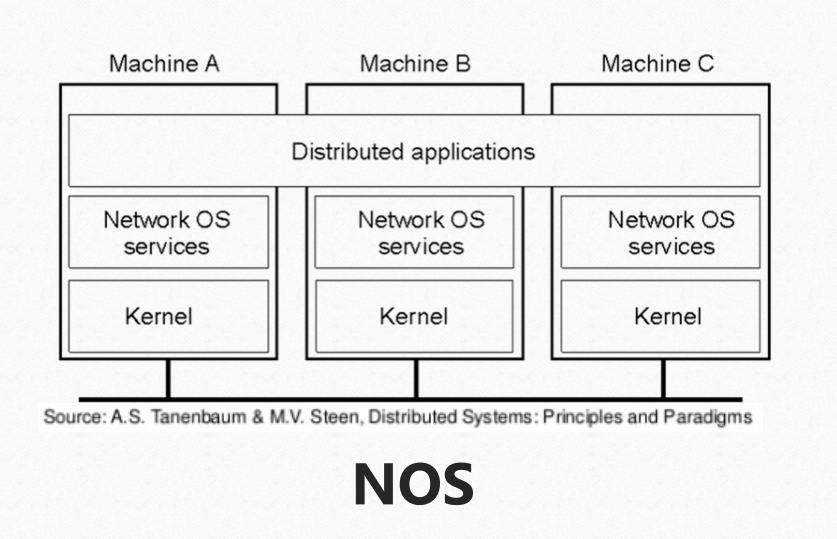 Machine A
Machine B
Machine C
Distributed applications
Network OS
services
Network OS
services
Network OS
services
Kernel
Kernel
Kernel
Source: A.S. Tanenbaum & M.V. Steen, Distributed Systems: Principles and Paradigms
NOS